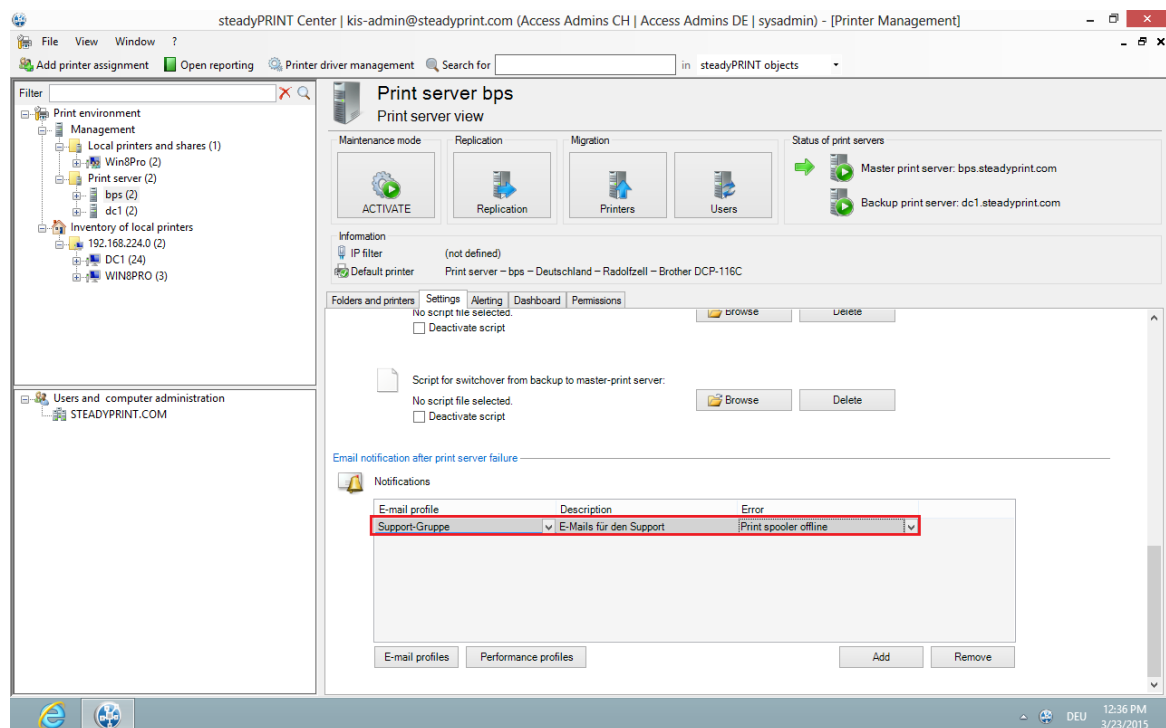 steadyPRINT Center | kis-admin@steadyprint.com (Access Admins CH | Access Admins DE | sysadmin) - [Printer Management]
File View Window ?
Add printer assignment Open reporting Printer driver management Search for in steadyPRINT objects
Filter
Print environment
Management
Local printers and shares (1)
Win8Pro (2)
Print server (2)
bps (2)
dc1 (2)
Inventory of local printers
192.168.224.0 (2)
DC1 (24)
WIN8PRO (3)
Users and computer administration
STEADYPRINT.COM
Print server bps
Print server view
Maintenance mode Replication Migration Status of print servers
ACTIVATE Replication Printers Users
Master print server: bps.steadyprint.com
Backup print server: dc1.steadyprint.com
Information
IP filter (not defined)
Default printer Print server – bps – Deutschland – Radolfzell – Brother DCP-116C
Folders and printers Settings Alerting Dashboard Permissions
No script file selected. Browse Delete
Deactivate script
Script for switchover from backup to master-print server:
No script file selected. Browse Delete
Deactivate script
Email notification after print server failure
Notifications
E-mail profile Description Error
Support-Gruppe E-Mails für den Support Print spooler offline
E-mail profiles Performance profiles Add Remove
DEU 12:36 PM
3/23/2015